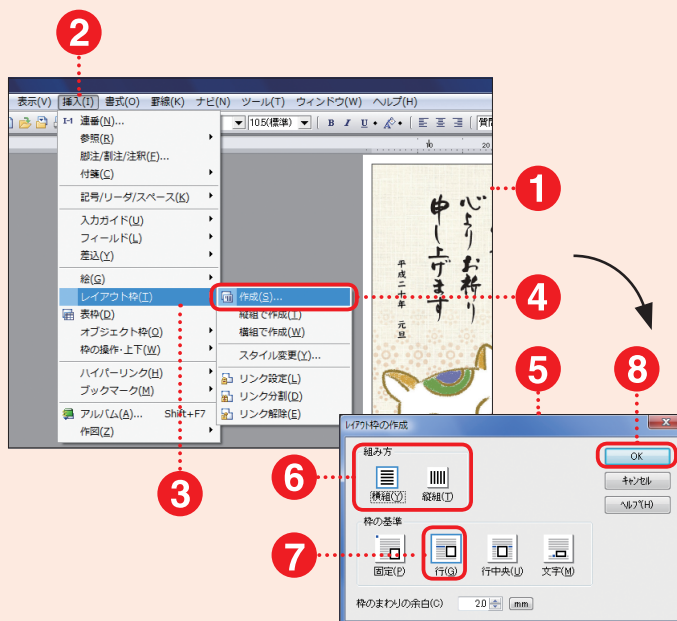 2
表示(V) 挿入(I) 書式(O) 罫線(K) ナビ(N) ツール(T) ウィンドウ(W) ヘルプ(H)
1-1 連番(N)...
10.5(標準) B I U
参照(R)
脚注/割注/注釈(F)...
付箋(C)
記号/リーダ/スペース(K)
入力ガイド(U)
フィールド(L)
差込(Y)
絵(G)
レイアウト枠(T)
表枠(D)
オブジェクト枠(O)
枠の操作・上下(W)
ハイパーリンク(H)
ブックマーク(M)
アルバム(A)... Shift+F7
作図(Z)
作成(S)...
縦組で作成(T)
横組で作成(W)
スタイル変更(Y)...
リンク設定(L)
リンク分割(D)
リンク解除(E)
10 20
1
心よりお祈り
申し上げます
平成二十年 元旦
4
3
5
8
レイアウト枠の作成
組み方
横組(Y) 縦組(T)
6
OK
キャンセル
ヘルプ(H)
枠の基準
7
固定(P) 行(G) 行中央(U) 文字(M)
枠のまわりの余白(C) 2.0 mm